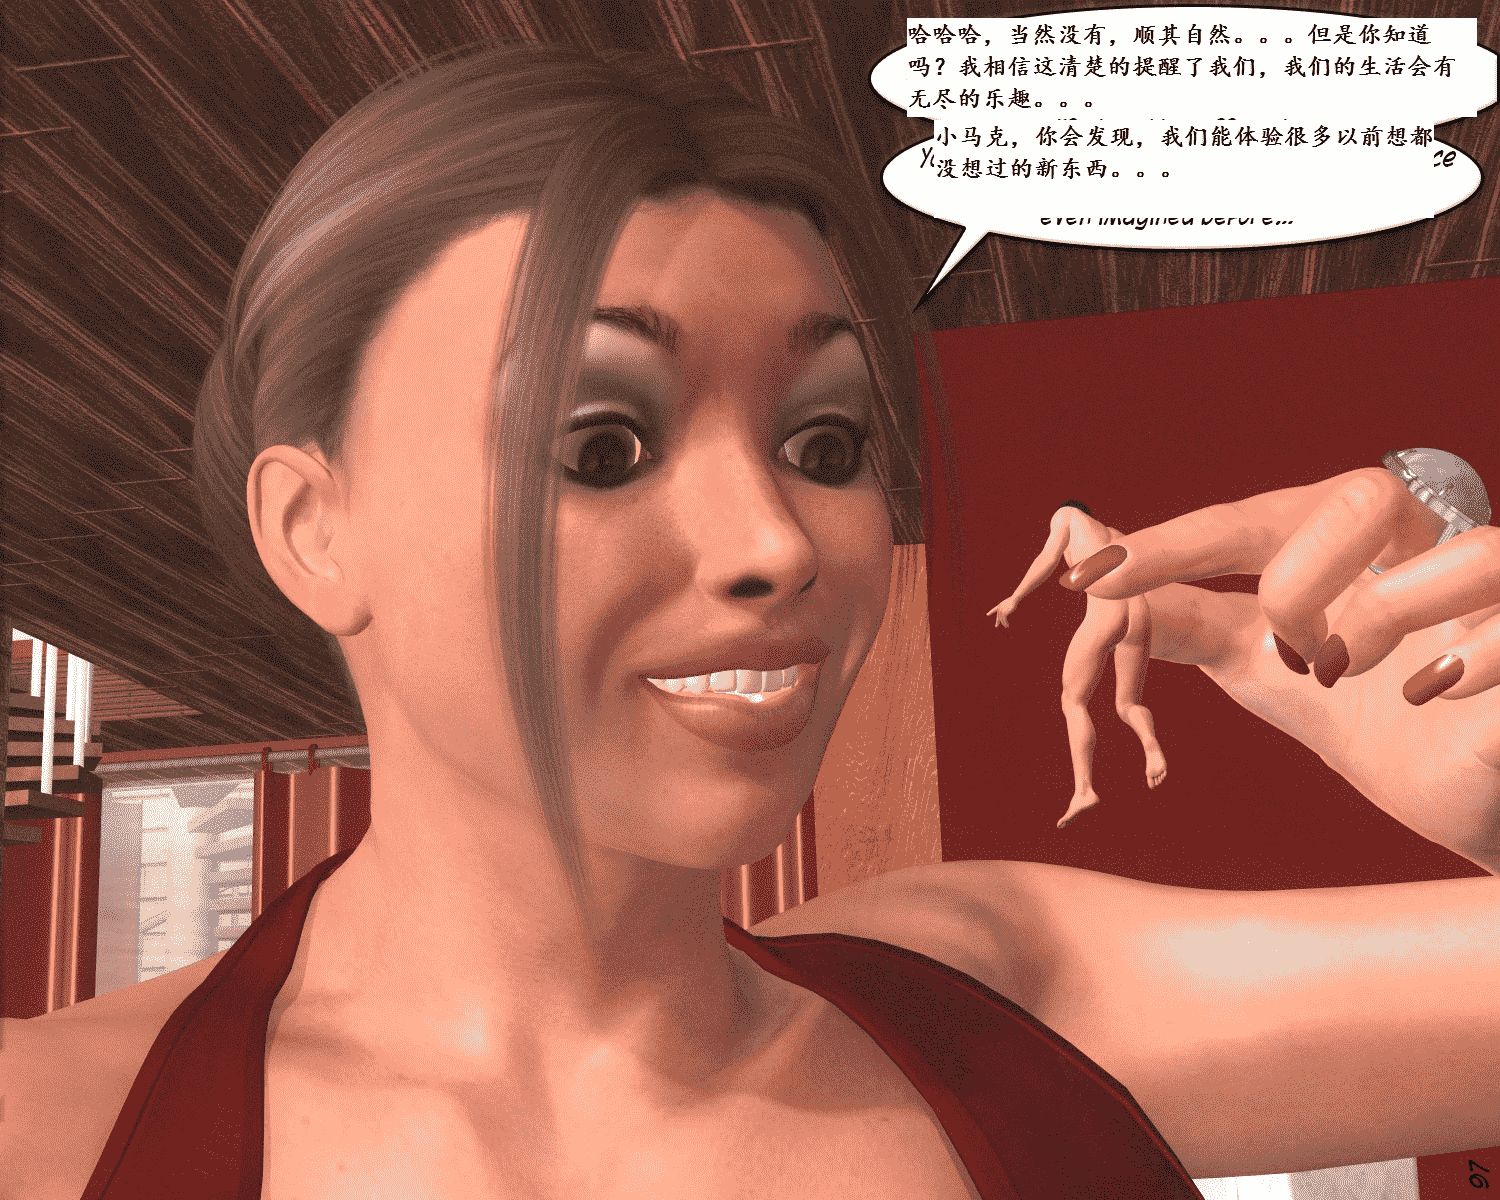 哈哈哈，当然没有，顺其自然。。。但是你知道
吗？我相信这清楚的提醒了我们，我们的生活会有
无尽的乐趣。。。
小马克，你会发现，我们能体验很多以前想都
没想过的新东西。。。
even imagined before...
97